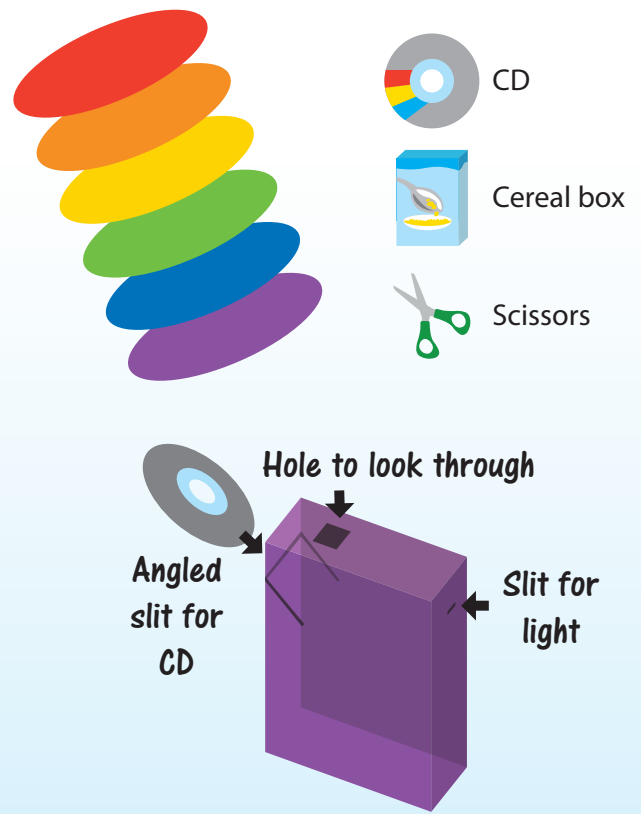 CD
Cereal box
Scissors
Hole to look through
Angled
slit for
CD
Slit for
light